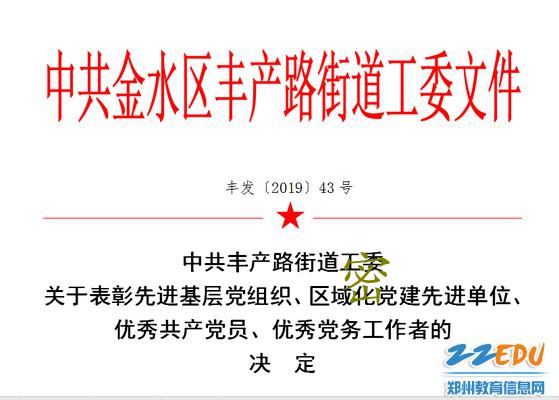 中共金水区丰产路街道工委文件
丰发〔2019〕43号
中共丰产路街道工委
密
关于表彰先进基层党组织、区域化党建先进单位、
优秀共产党员、优秀党务工作者的
决 定
ZZEDU
郑州教育信息网